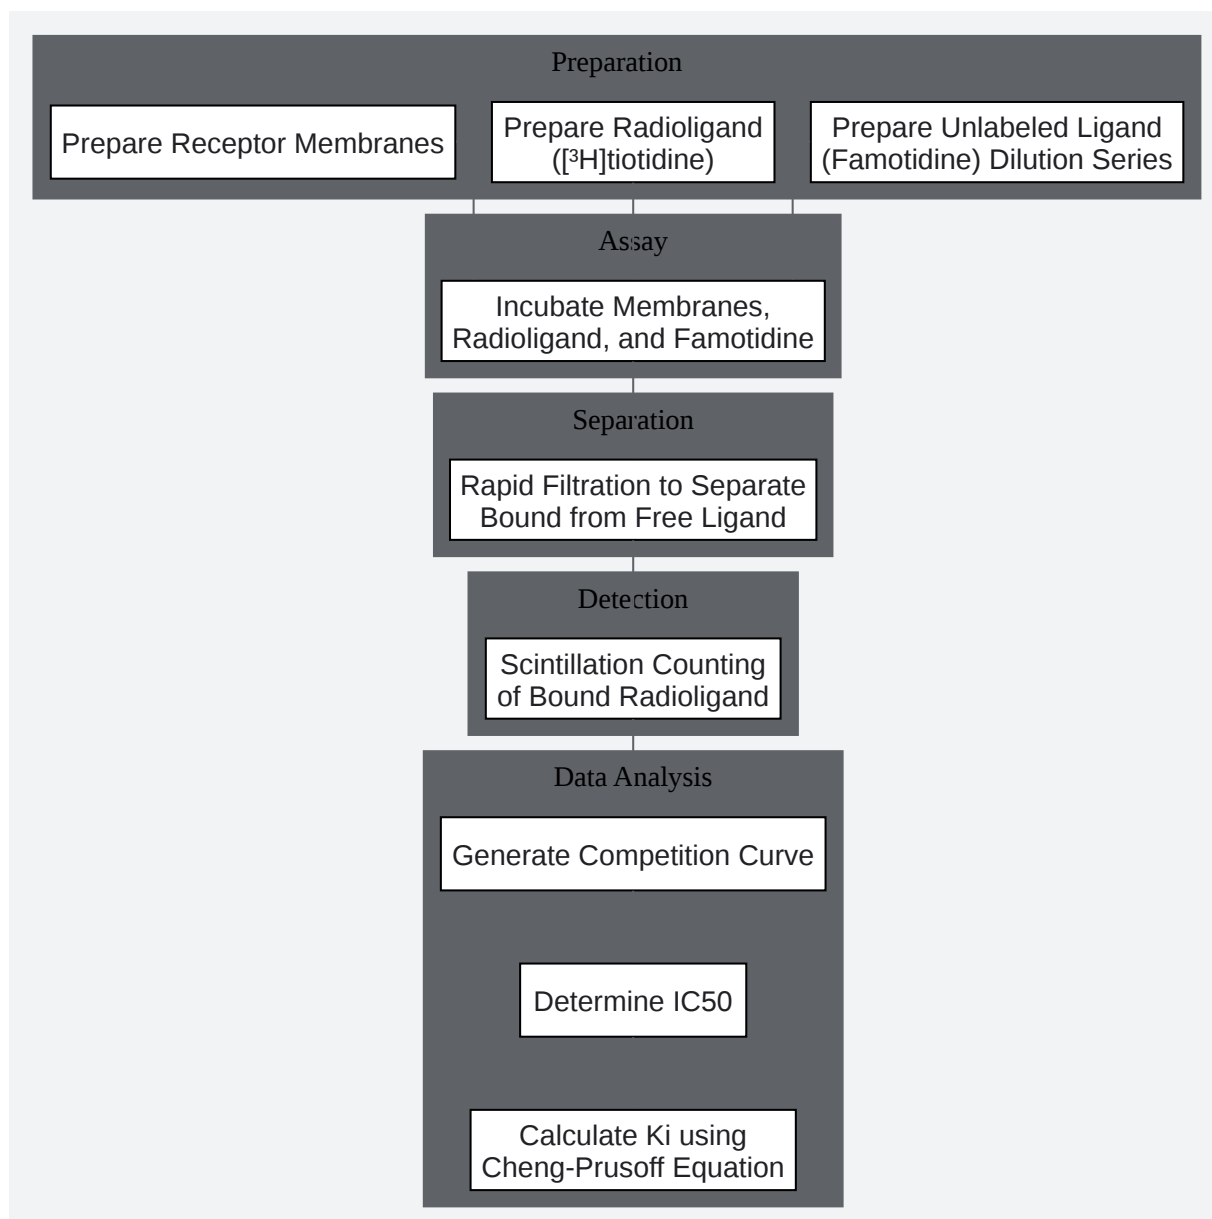 Preparation
Prepare Receptor Membranes
Prepare Radioligand
([³H]tiotidine)
Prepare Unlabeled Ligand
(Famotidine) Dilution Series
Assay
Incubate Membranes,
Radioligand, and Famotidine
Separation
Rapid Filtration to Separate
Bound from Free Ligand
Detection
Scintillation Counting
of Bound Radioligand
Data Analysis
Generate Competition Curve
Determine IC50
Calculate Ki using
Cheng-Prusoff Equation